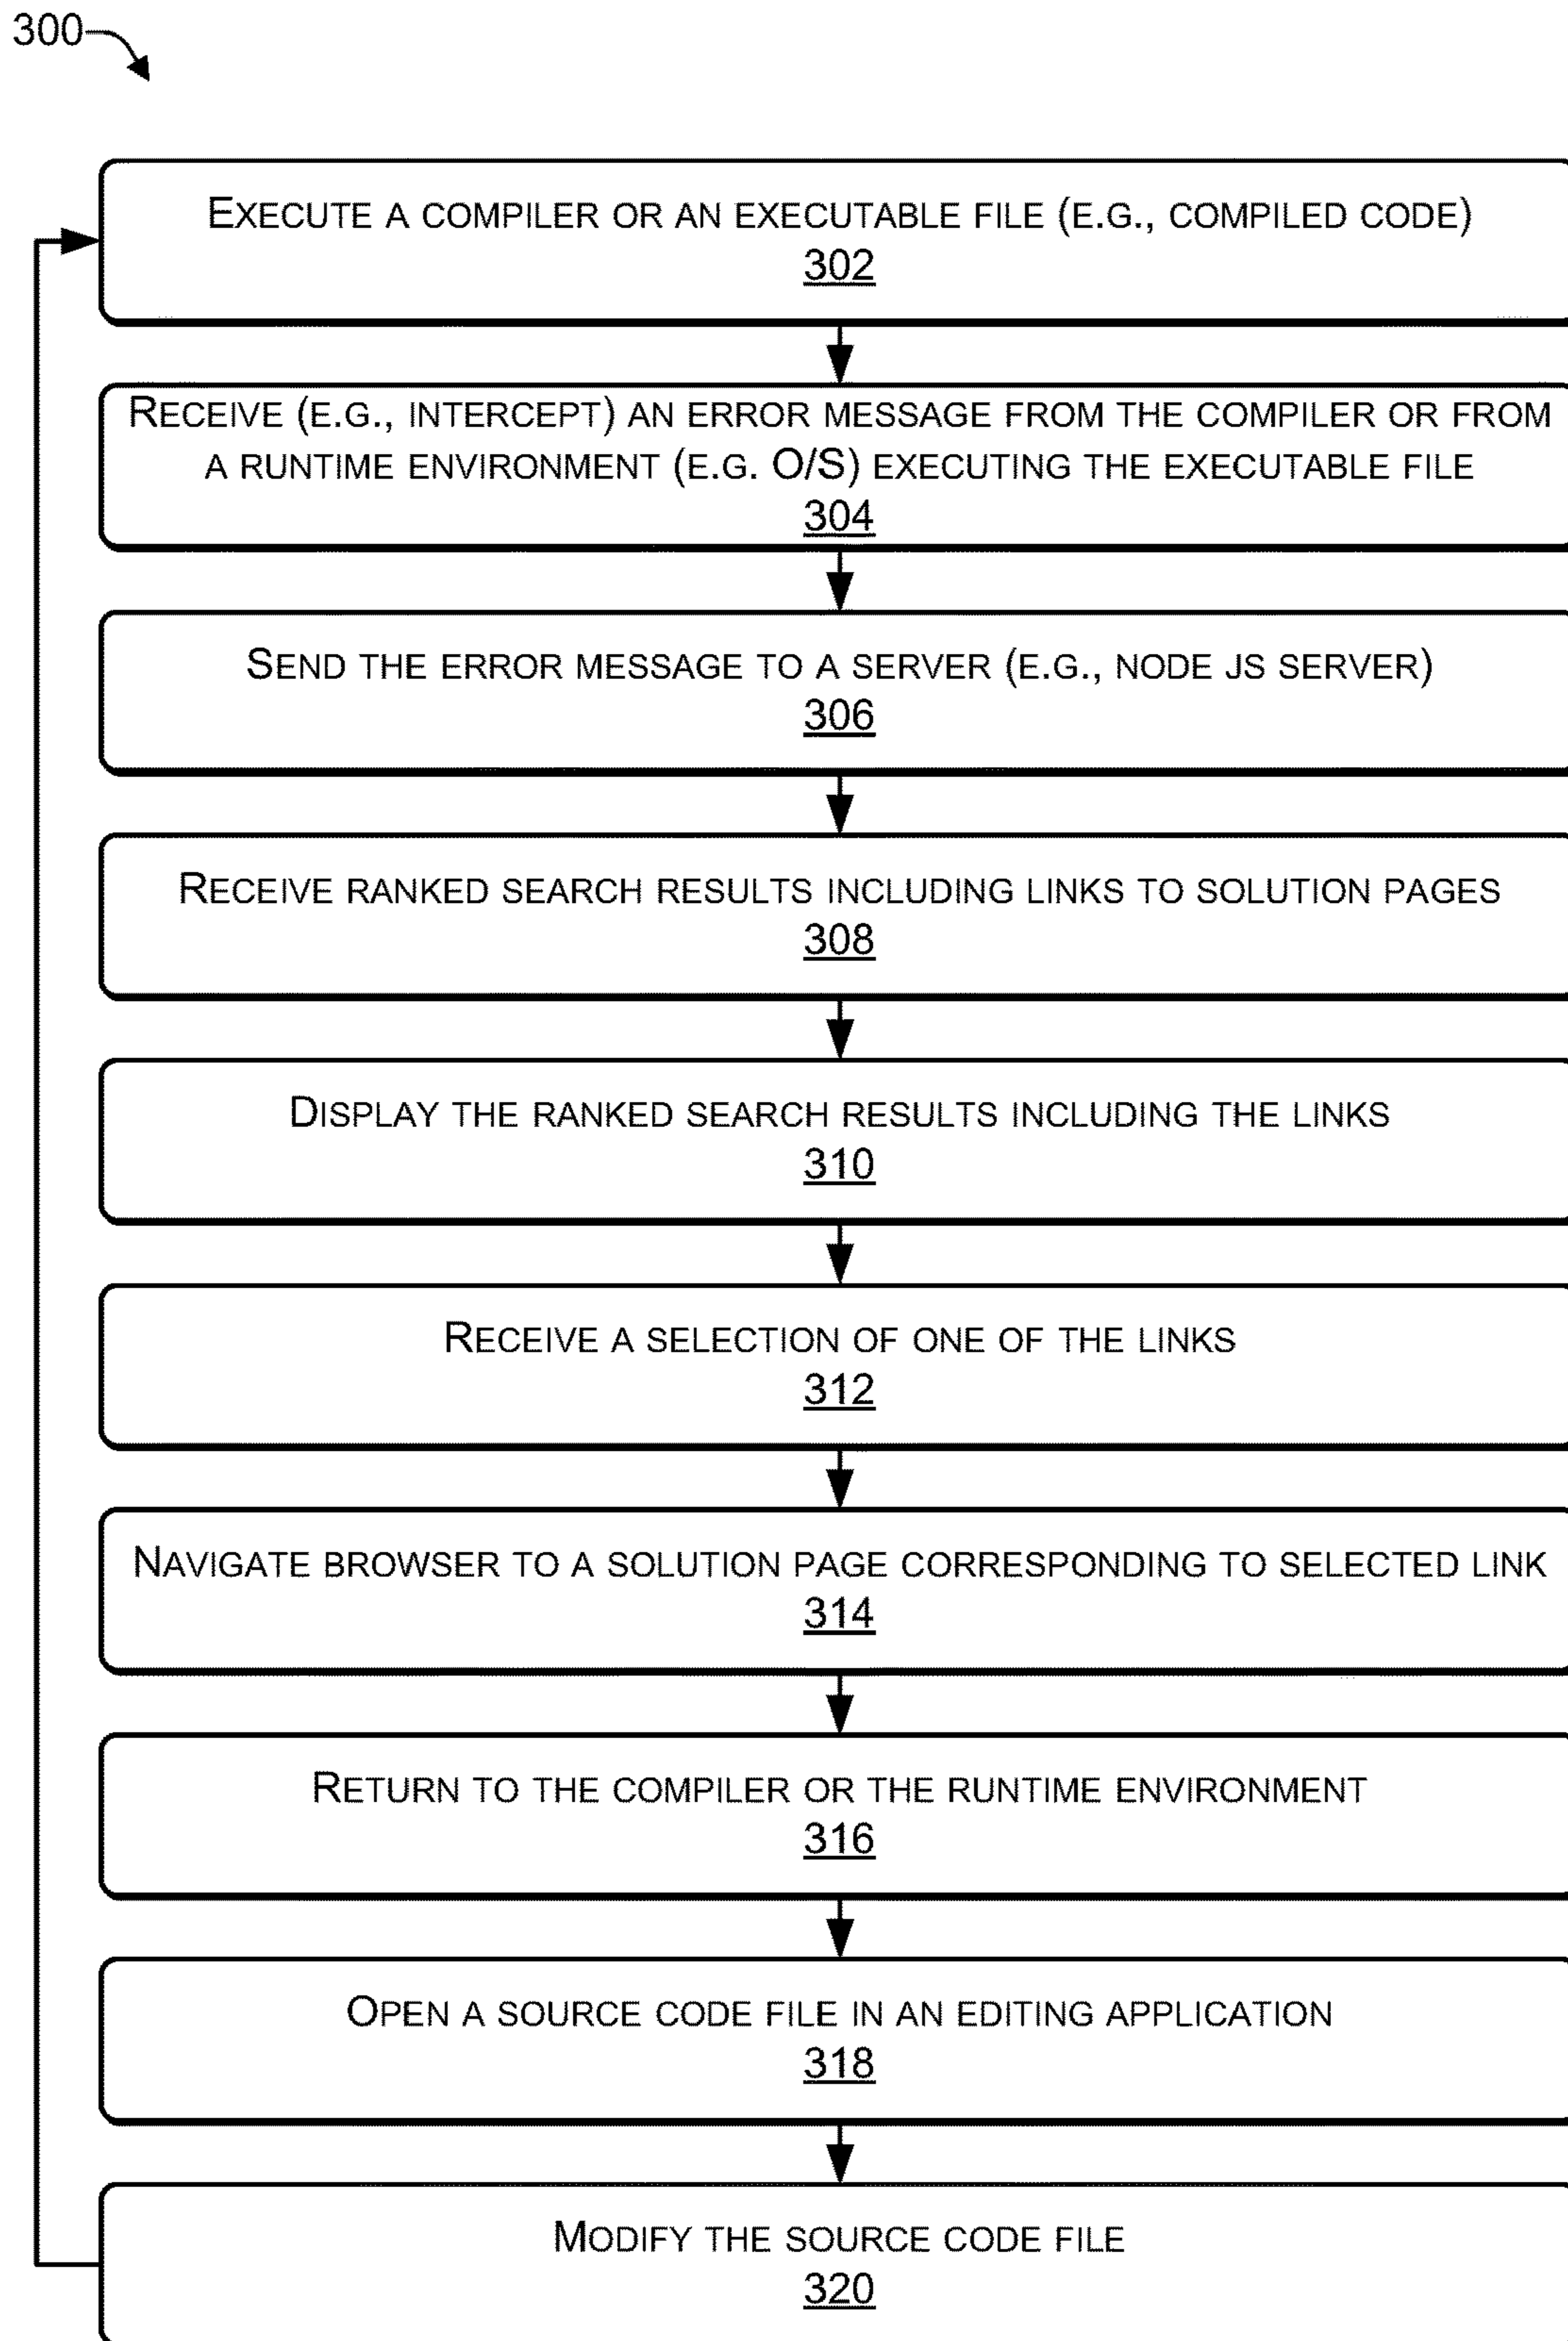 300
EXECUTE A COMPILER OR AN EXECUTABLE FILE (E.G., COMPILED CODE)
302
RECEIVE (E.G., INTERCEPT) AN ERROR MESSAGE FROM THE COMPILER OR FROM
A RUNTIME ENVIRONMENT (E.G. O/S) EXECUTING THE EXECUTABLE FILE
304
SEND THE ERROR MESSAGE TO A SERVER (E.G., NODE JS SERVER)
306
RECEIVE RANKED SEARCH RESULTS INCLUDING LINKS TO SOLUTION PAGES
308
DISPLAY THE RANKED SEARCH RESULTS INCLUDING THE LINKS
310
RECEIVE A SELECTION OF ONE OF THE LINKS
312
NAVIGATE BROWSER TO A SOLUTION PAGE CORRESPONDING TO SELECTED LINK
314
RETURN TO THE COMPILER OR THE RUNTIME ENVIRONMENT
316
OPEN A SOURCE CODE FILE IN AN EDITING APPLICATION
318
MODIFY THE SOURCE CODE FILE
320